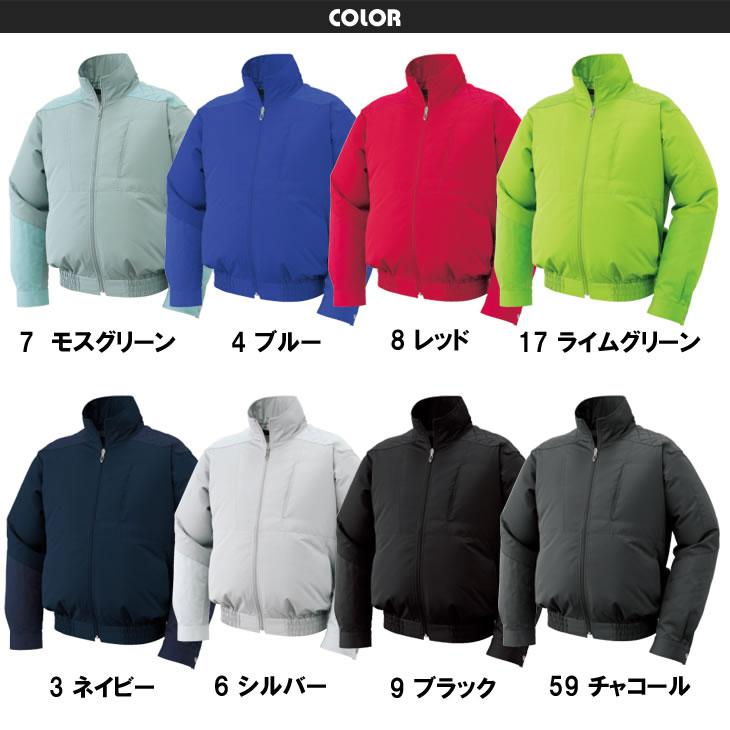 COLOR
7 モスグリーン
4 ブルー
8 レッド
17 ライムグリーン
3 ネイビー
6 シルバー
9 ブラック
59 チャコール